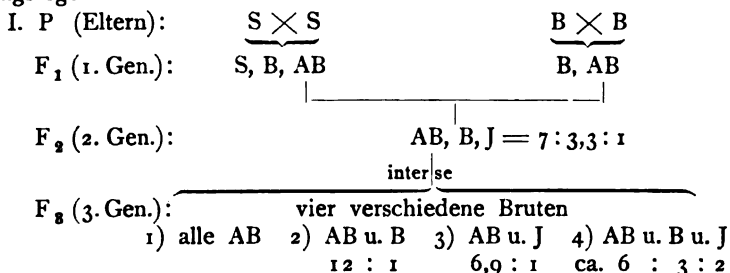 I. P (Eltern): S × S B × B
F₁ (1. Gen.): S, B, AB B, AB
F₂ (2. Gen.): AB, B, J = 7 : 3,3 : 1
inter se
F₃ (3. Gen.): vier verschiedene Bruten
1) alle AB 2) AB u. B 3) AB u. J 4) AB u. B u. J
12 : 1 6,9 : 1 ca. 6 : 3 : 2